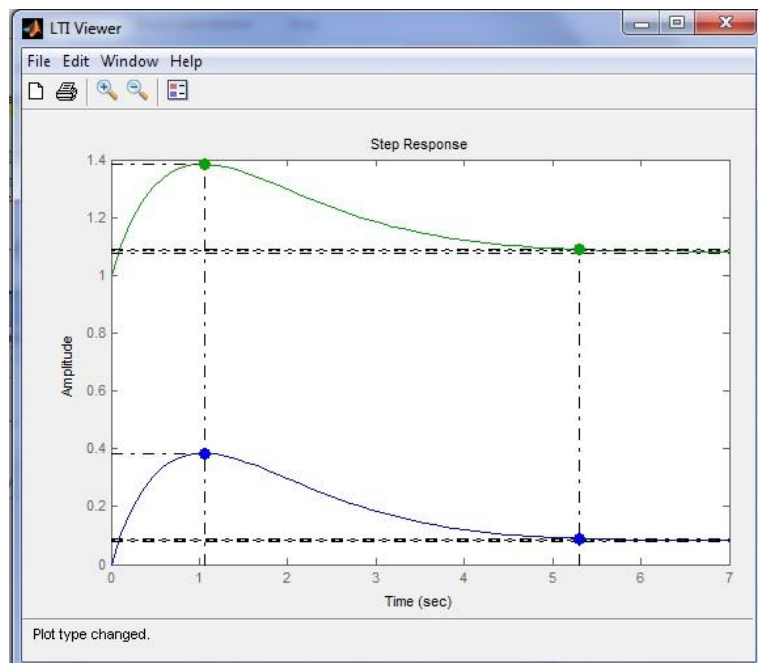 LTI Viewer
File Edit Window Help
Step Response
1.4
1.2
1
0.8
0.6
0.4
0.2
0
Amplitude
0 1 2 3 4 5 6 7
Time (sec)
Plot type changed.